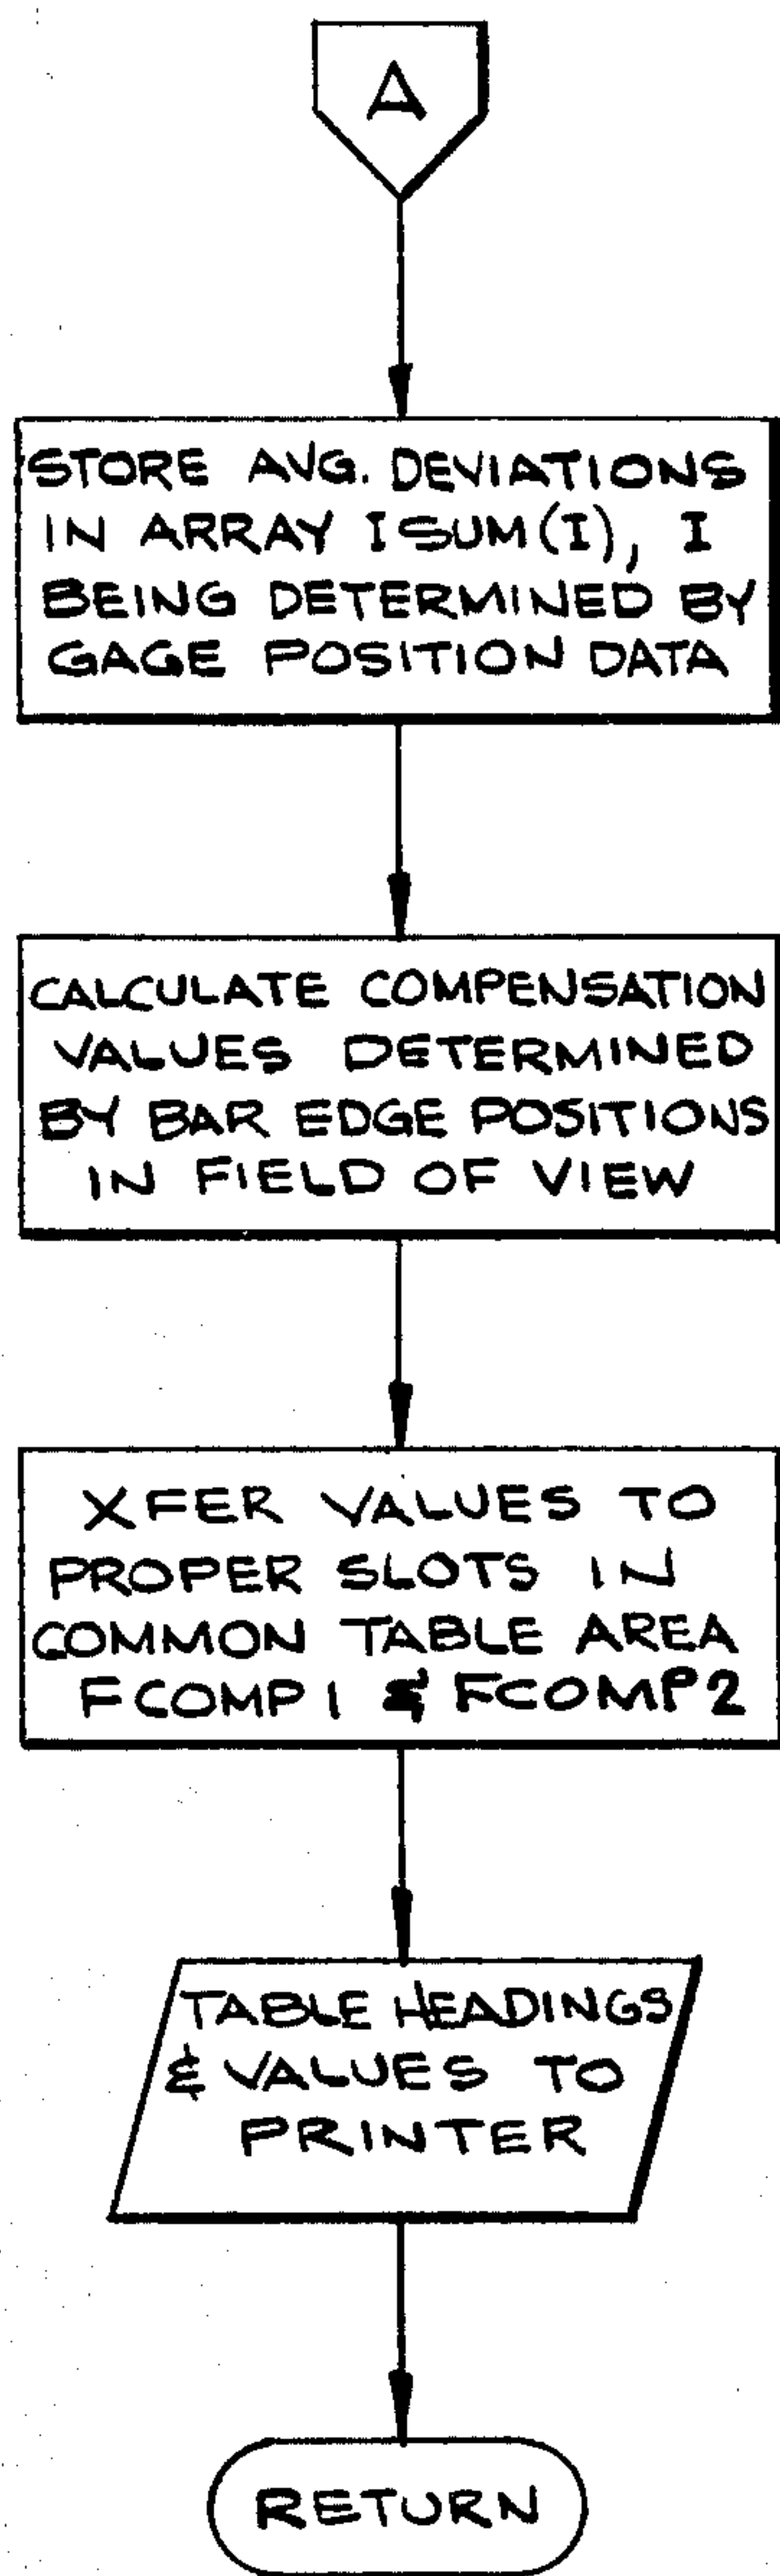 A
STORE AVG. DEVIATIONS
IN ARRAY ISUM(I), I
BEING DETERMINED BY
GAGE POSITION DATA
CALCULATE COMPENSATION
VALUES DETERMINED
BY BAR EDGE POSITIONS
IN FIELD OF VIEW
XFER VALUES TO
PROPER SLOTS IN
COMMON TABLE AREA
FCOMP1 & FCOMP2
TABLE HEADINGS
& VALUES TO
PRINTER
RETURN